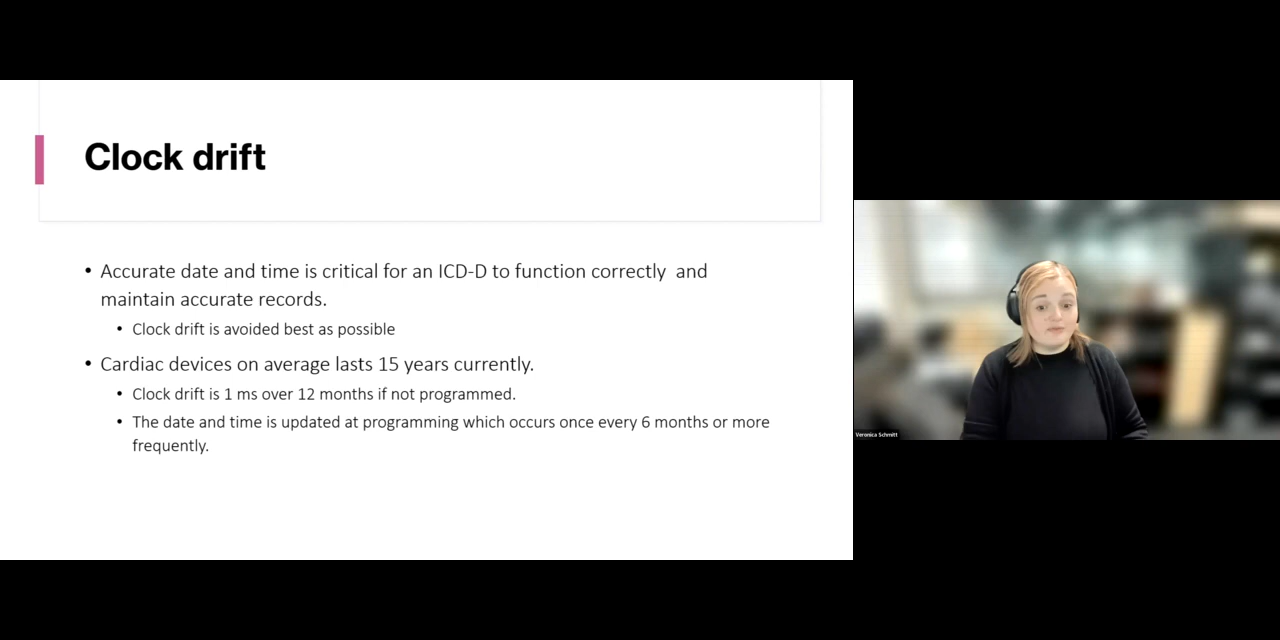 Clock drift
• Accurate date and time is critical for an ICD-D to function correctly  and
maintain accurate records.
• Clock drift is avoided best as possible
• Cardiac devices on average lasts 15 years currently.
• Clock drift is 1 ms over 12 months if not programmed.
• The date and time is updated at programming which occurs once every 6 months or more
frequently.
Veronica Schmitt